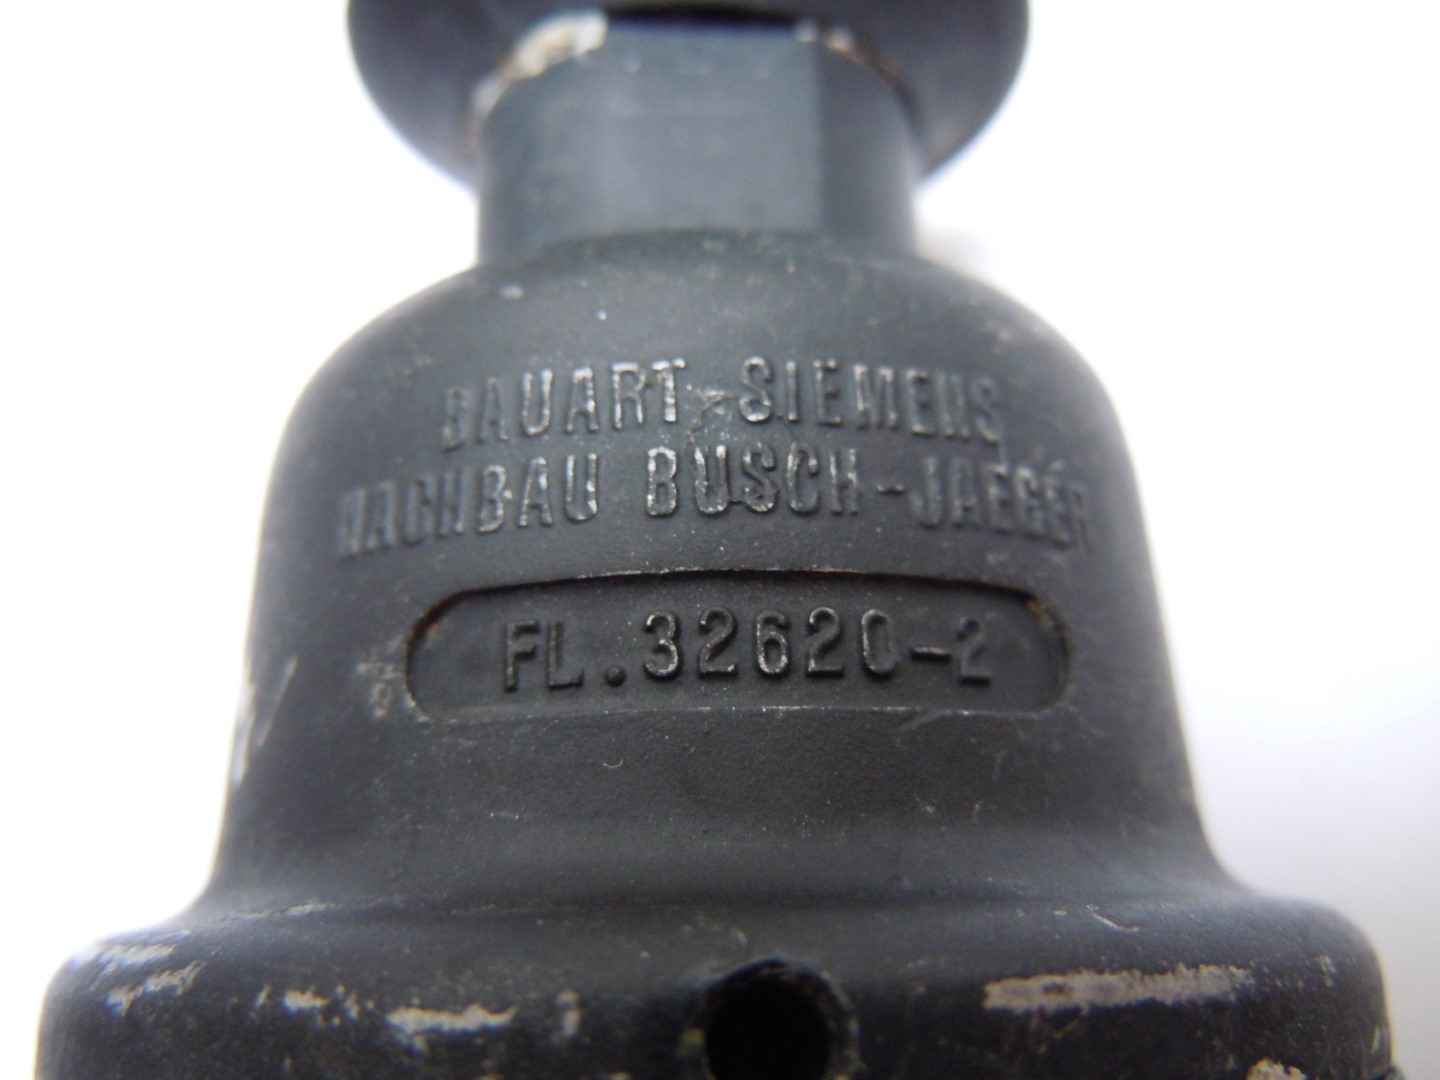 BAUART-SIEMENS
NACHBAU BUSCH-JAEGER
FL.32620-2